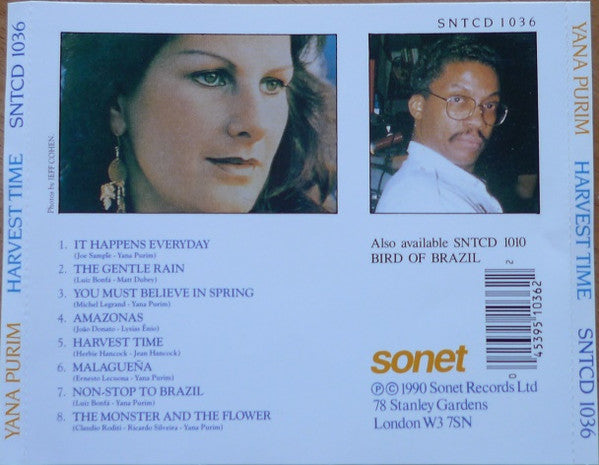 SNTCD 1036
YANA PURIM HARVEST TIME SNTCD 1036
Photos by JEFF COHEN.
1. IT HAPPENS EVERYDAY
(Joe Sample - Yana Purim)
2. THE GENTLE RAIN
(Luiz Bonfá - Matt Dubey)
3. YOU MUST BELIEVE IN SPRING
(Michel Legrand - Yana Purim)
4. AMAZONAS
(João Donato - Lysias Ênio)
5. HARVEST TIME
(Herbie Hancock - Jean Hancock)
6. MALAGUEÑA
(Ernesto Lecuona - Yana Purim)
7. NON-STOP TO BRAZIL
(Luiz Bonfá - Yana Purim)
8. THE MONSTER AND THE FLOWER
(Claudio Roditi - Ricardo Silveira - Yana Purim)
Also available SNTCD 1010
BIRD OF BRAZIL
0 45395 10362 2
sonet
Ⓟ © 1990 Sonet Records Ltd
78 Stanley Gardens
London W3 7SN
YANA PURIM HARVEST TIME SNTCD 1036